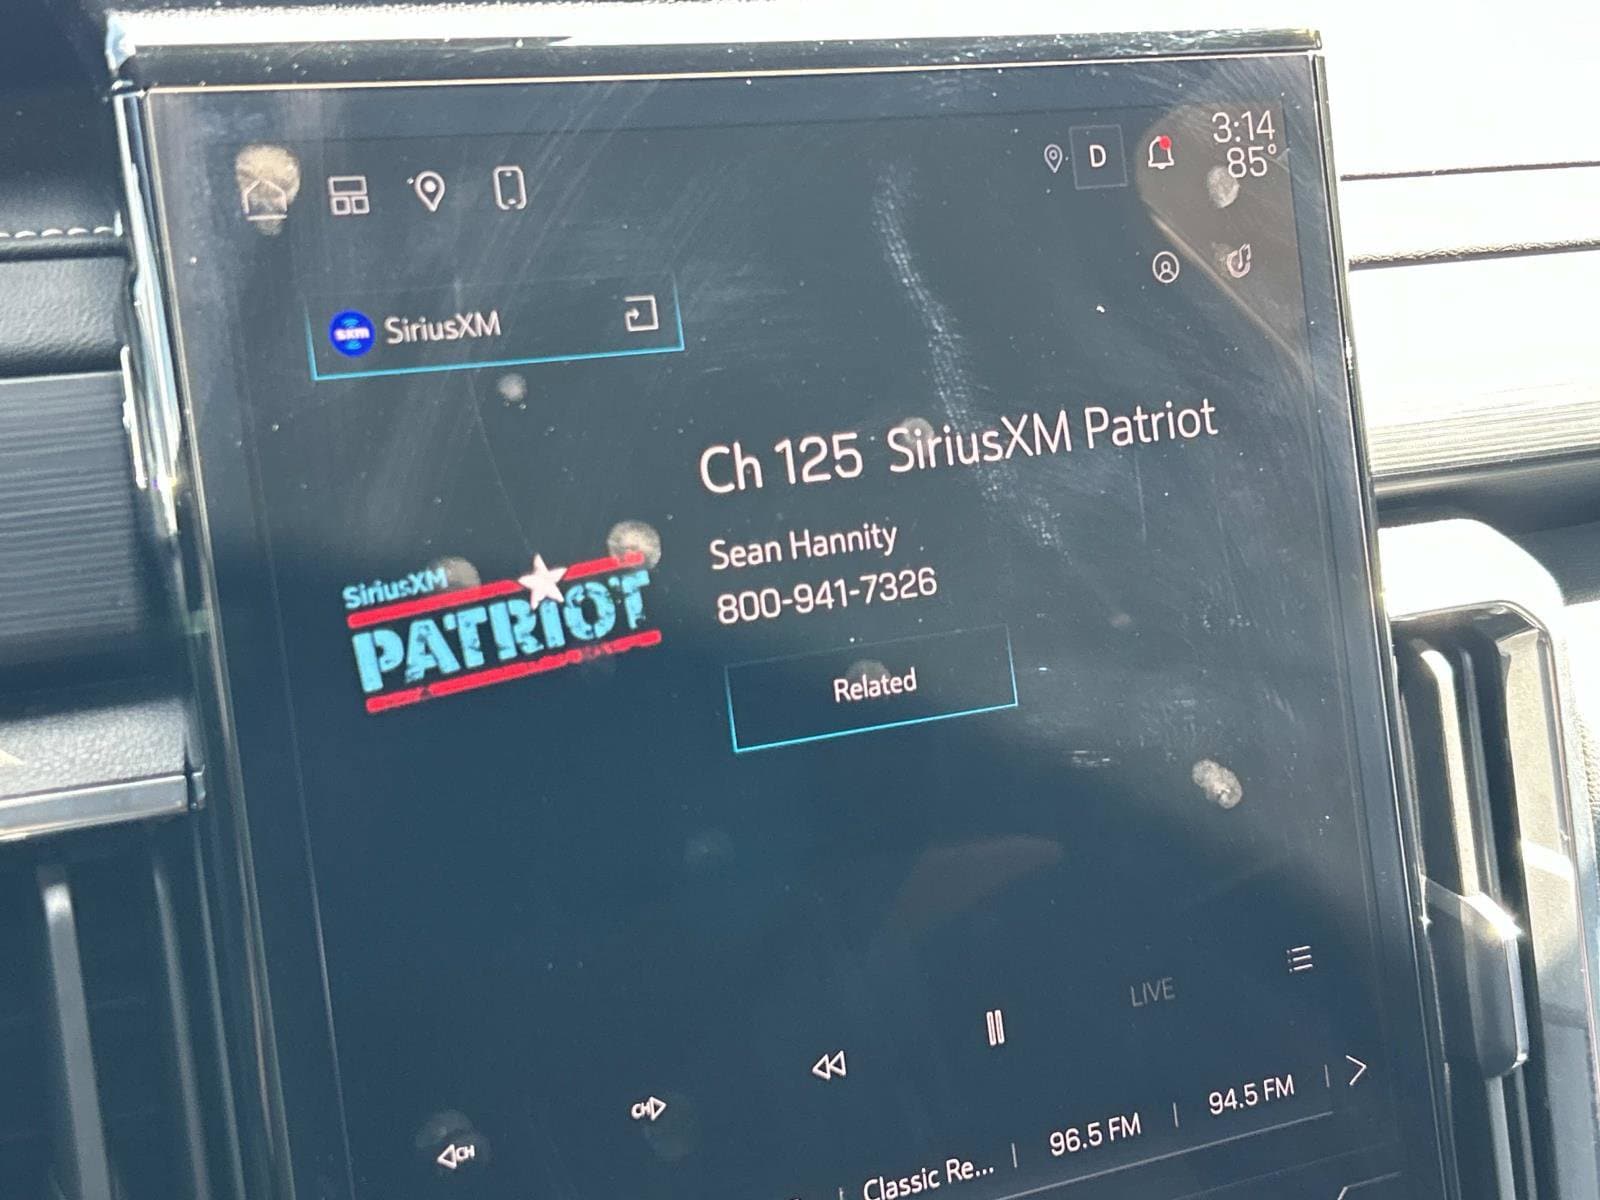 3:14
D
85°
sxm SiriusXM
Ch 125 SiriusXM Patriot
Sean Hannity
800-941-7326
SiriusXM
PATRIOT
Related
LIVE
CH
CH
Classic Re... | 96.5 FM | 94.5 FM |